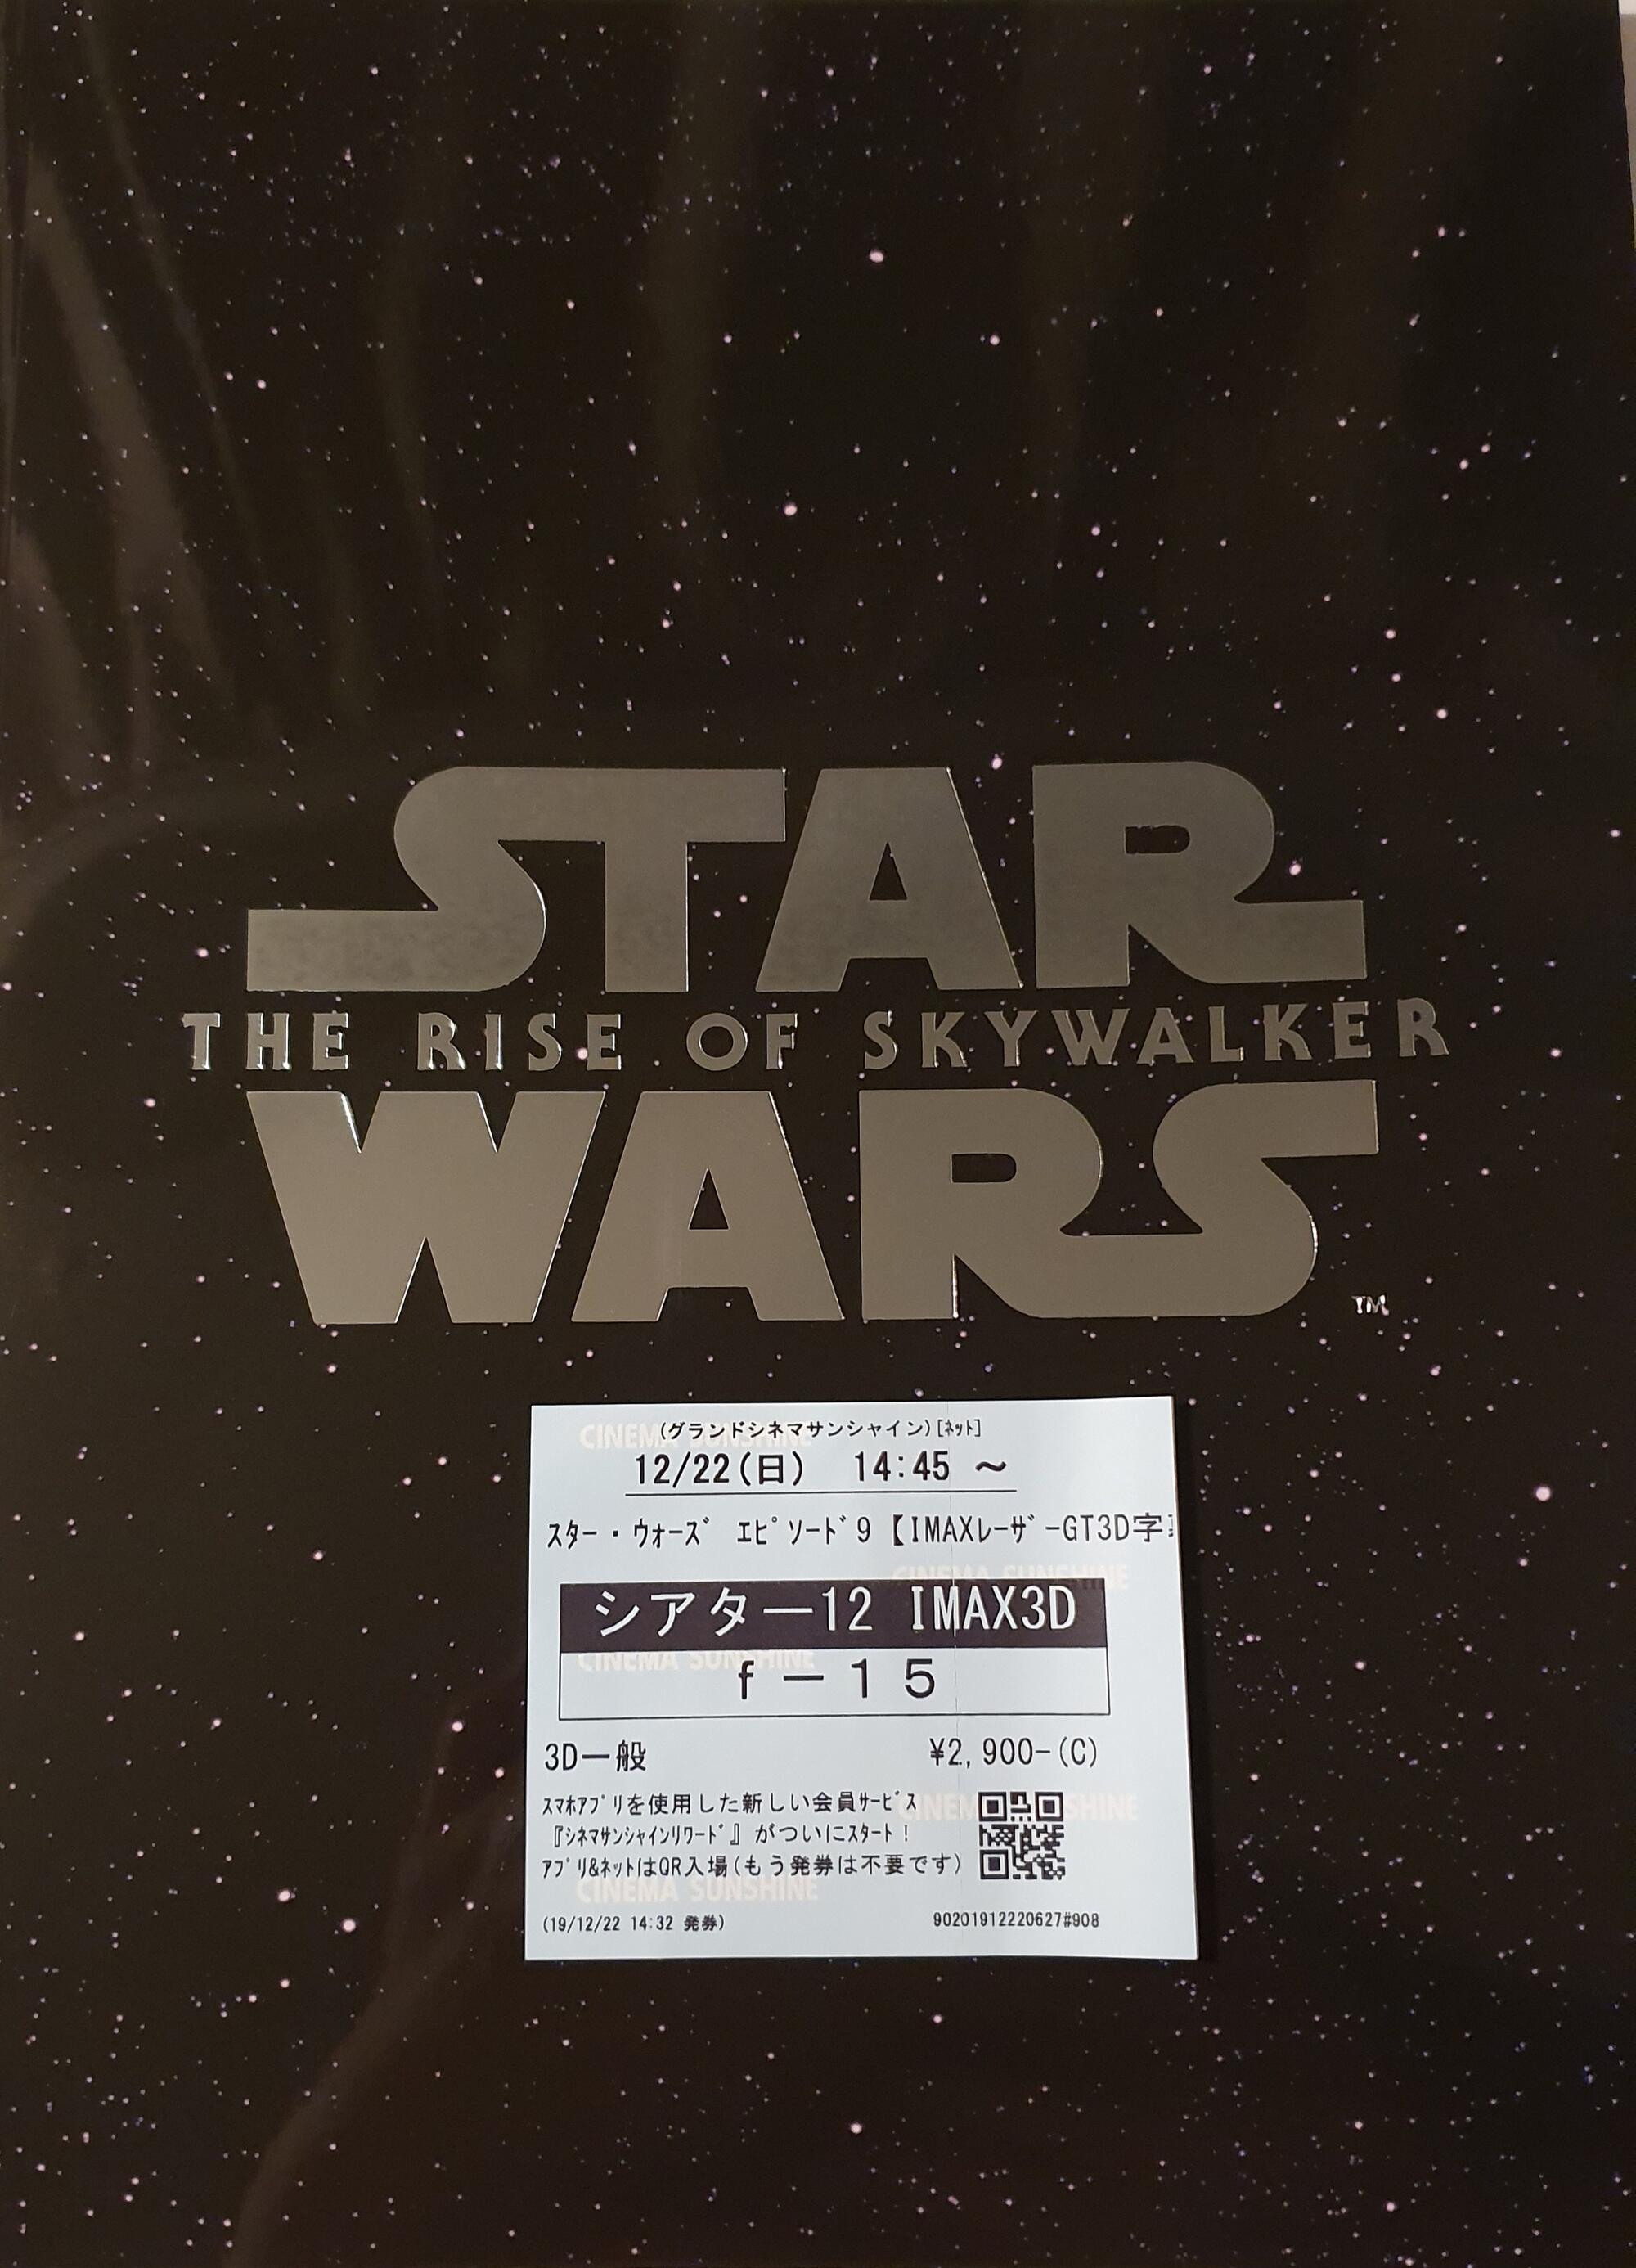 STAR
THE RISE OF SKYWALKER
WARS
TM
(グランドシネマサンシャイン)[ﾈｯﾄ]
12/22(日) 14:45 ～
スター・ウォーズ エピソード9【IMAXレーザーGT3D字
シアター12 IMAX3D
f－15
3D一般 ¥2,900-(C)
スマホアプリを使用した新しい会員サービス
『シネマサンシャインリワード』がついにスタート！
アプリ&ネットはQR入場(もう発券は不要です)
(19/12/22 14:32 発券) 90201912220627#908
CINEMA SUNSHINE
CINEMA SUNSHINE
CINEMA SUNSHINE
CINEMA SUNSHINE
CINEMA SUNSHINE